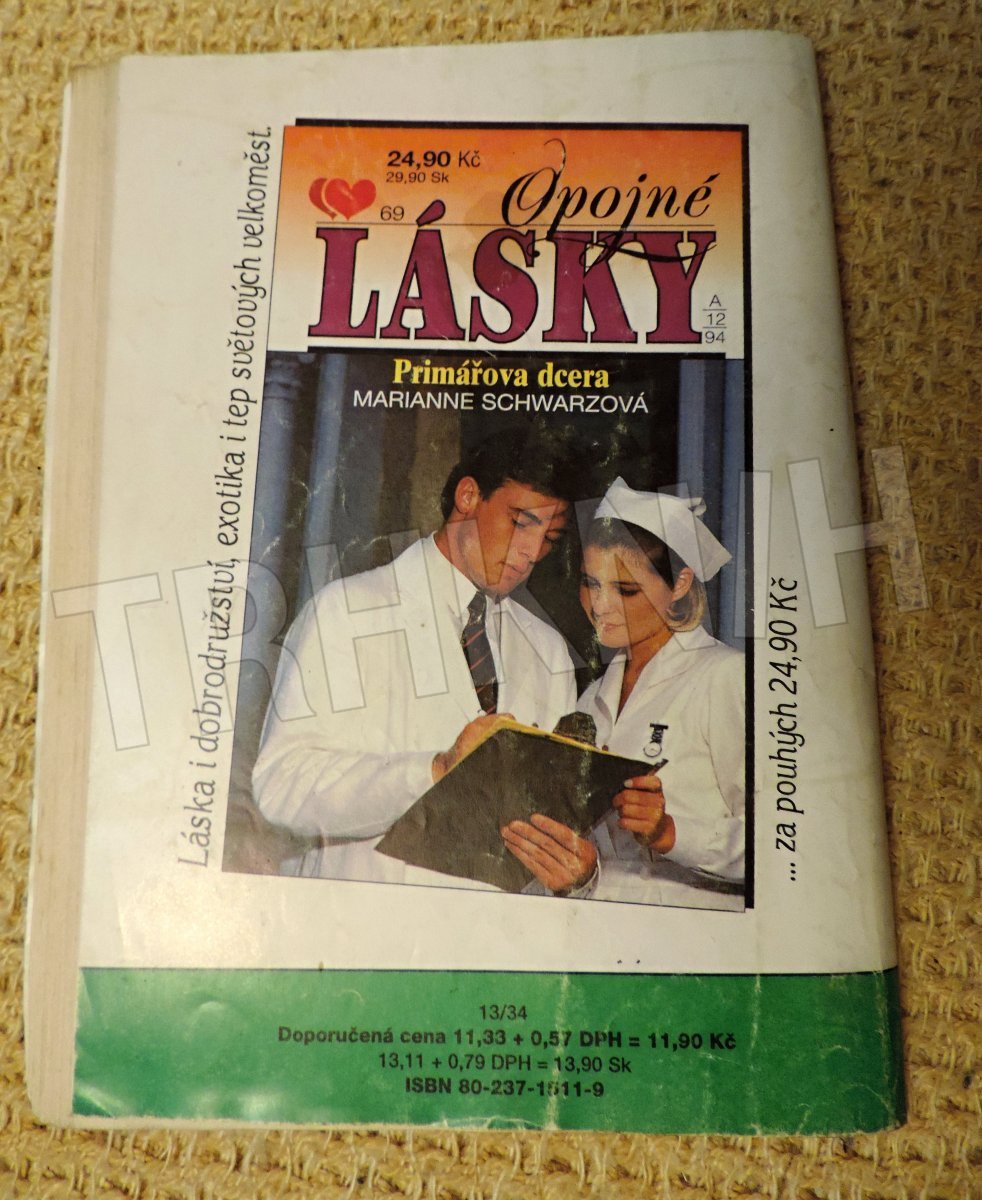 Láska i dobrodružství, exotika i tep světových velkoměst.
24,90 Kč
29,90 Sk
69
Opojné
LÁSKY
A
12
94
Primářova dcera
MARIANNE SCHWARZOVÁ
... za pouhých 24,90 Kč
13/34
Doporučená cena 11,33 + 0,57 DPH = 11,90 Kč
13,11 + 0,79 DPH = 13,90 Sk
ISBN 80-237-1511-9